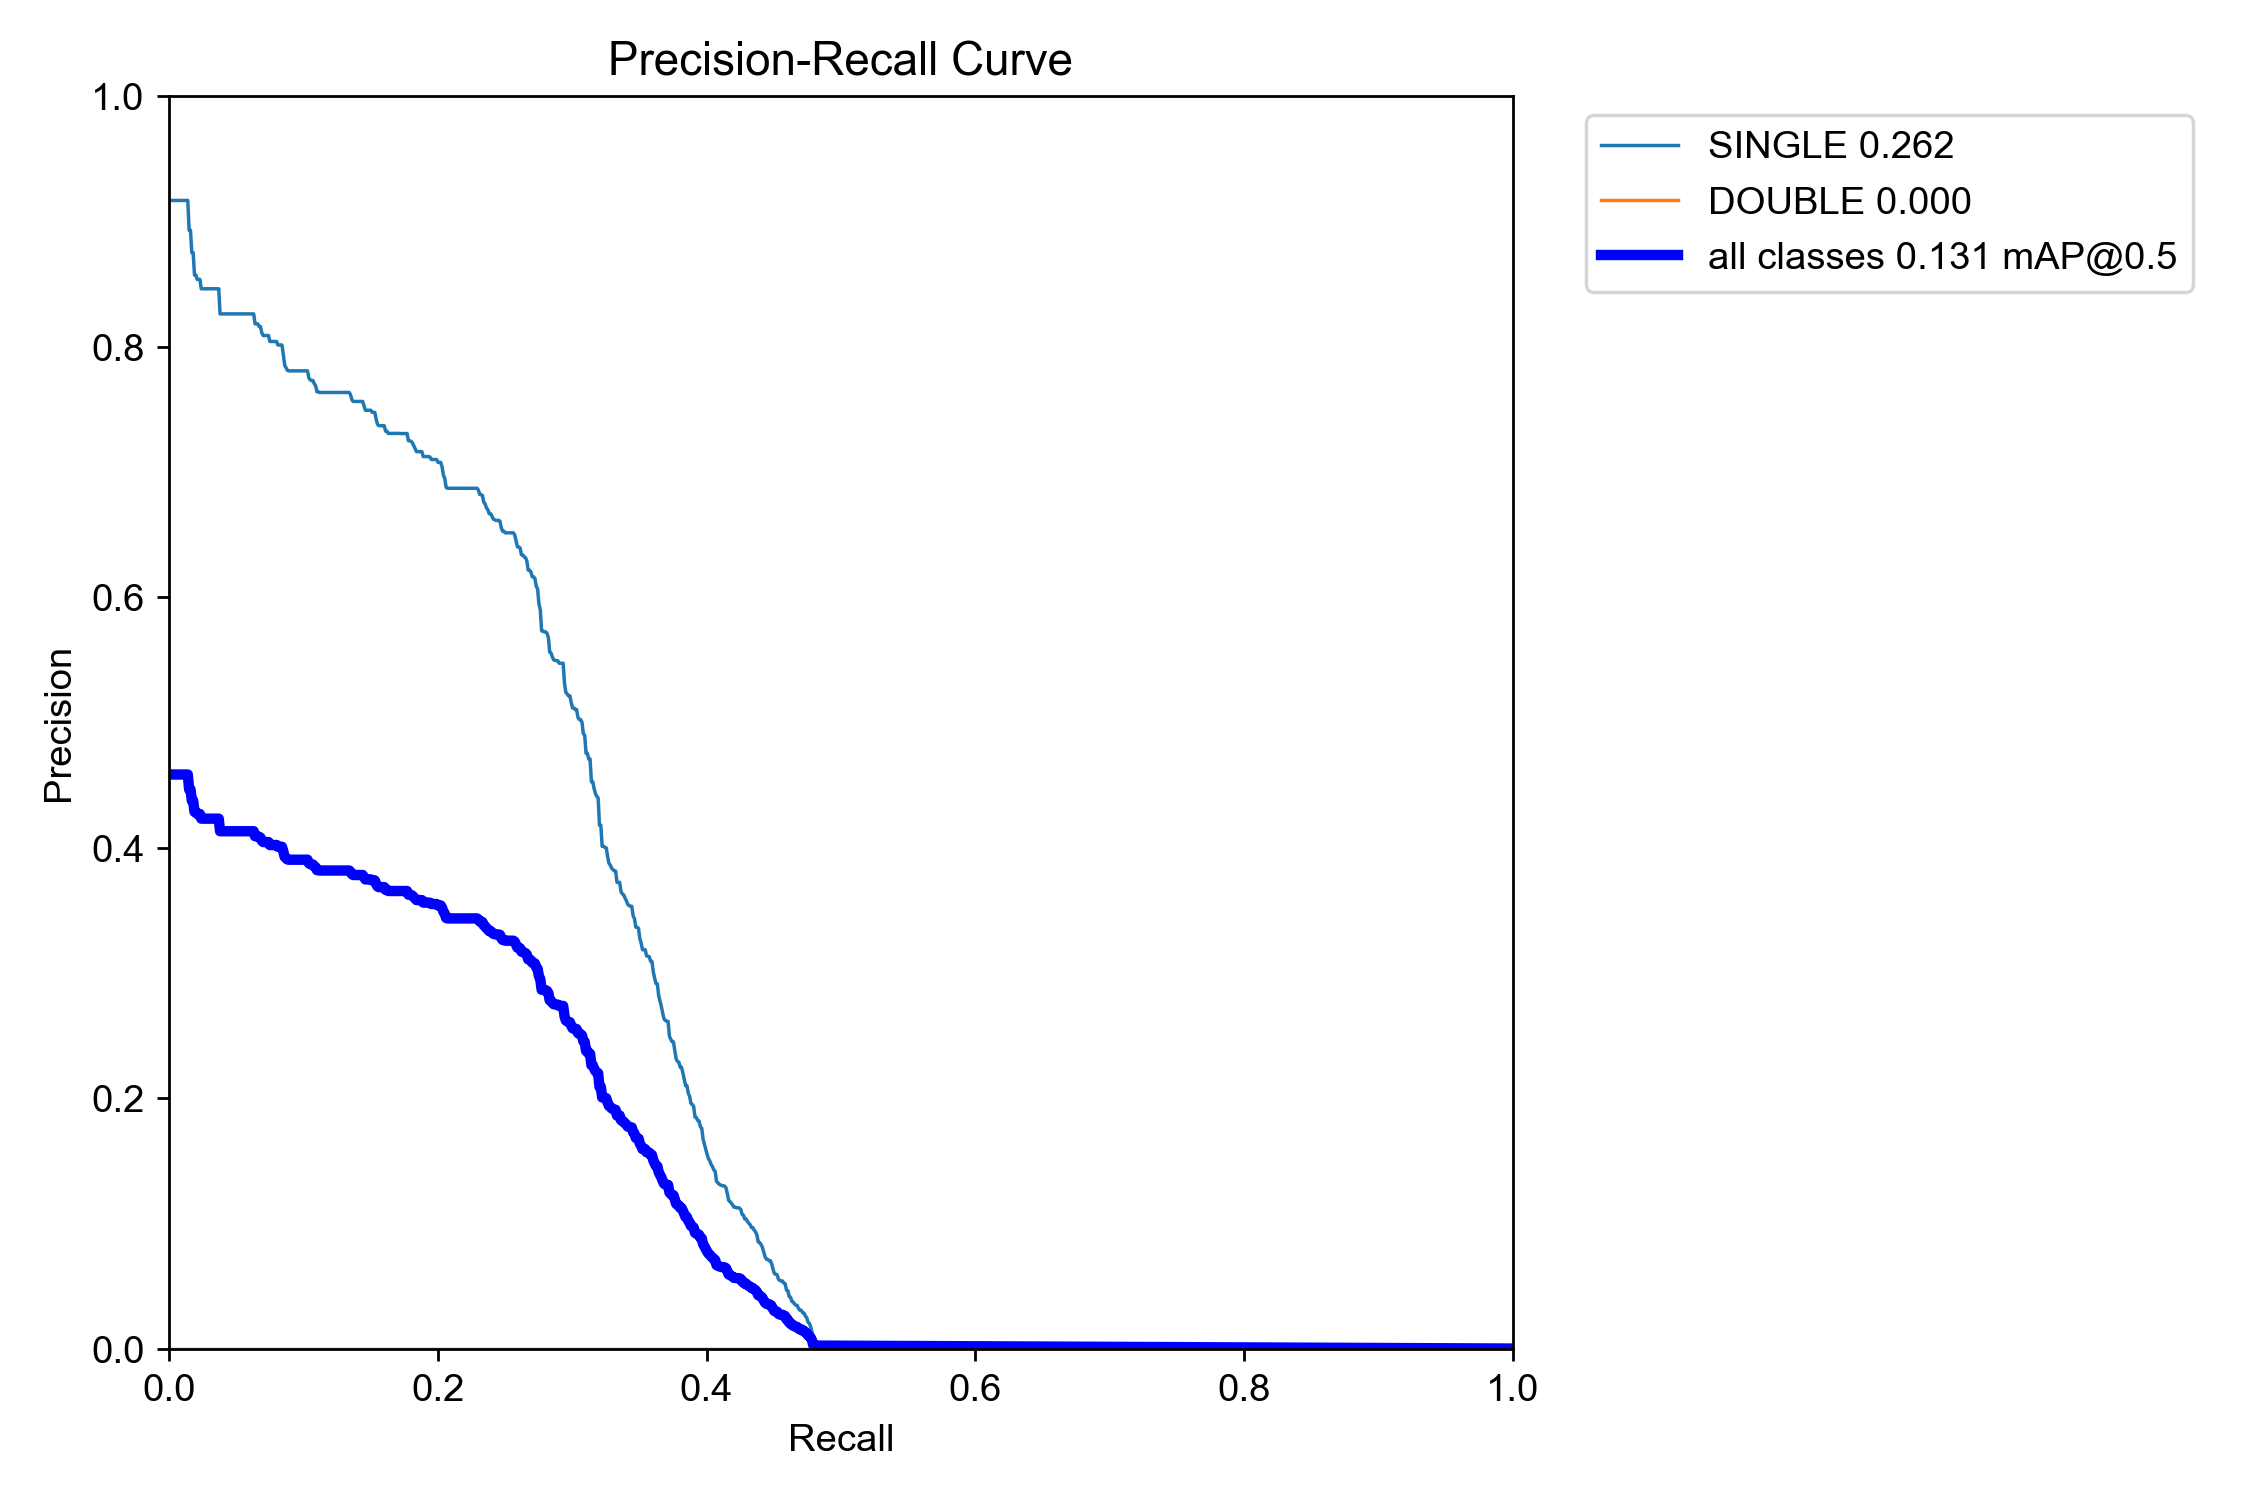 Precision-Recall Curve
SINGLE 0.262
DOUBLE 0.000
all classes 0.131 mAP@0.5
Precision
1.0
0.8
0.6
0.4
0.2
0.0
0.0 0.2 0.4 0.6 0.8 1.0
Recall